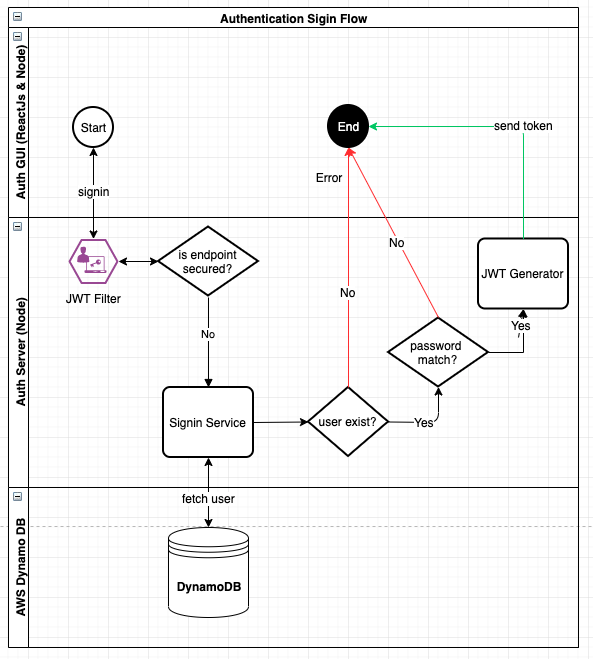 Authentication Sigin Flow
Auth GUI (ReactJs & Node)
Start
End
send token
signin
Error
Auth Server (Node)
is endpoint
secured?
No
JWT Generator
JWT Filter
No
No
Yes
password
match?
Signin Service
user exist?
Yes
AWS Dynamo DB
fetch user
DynamoDB